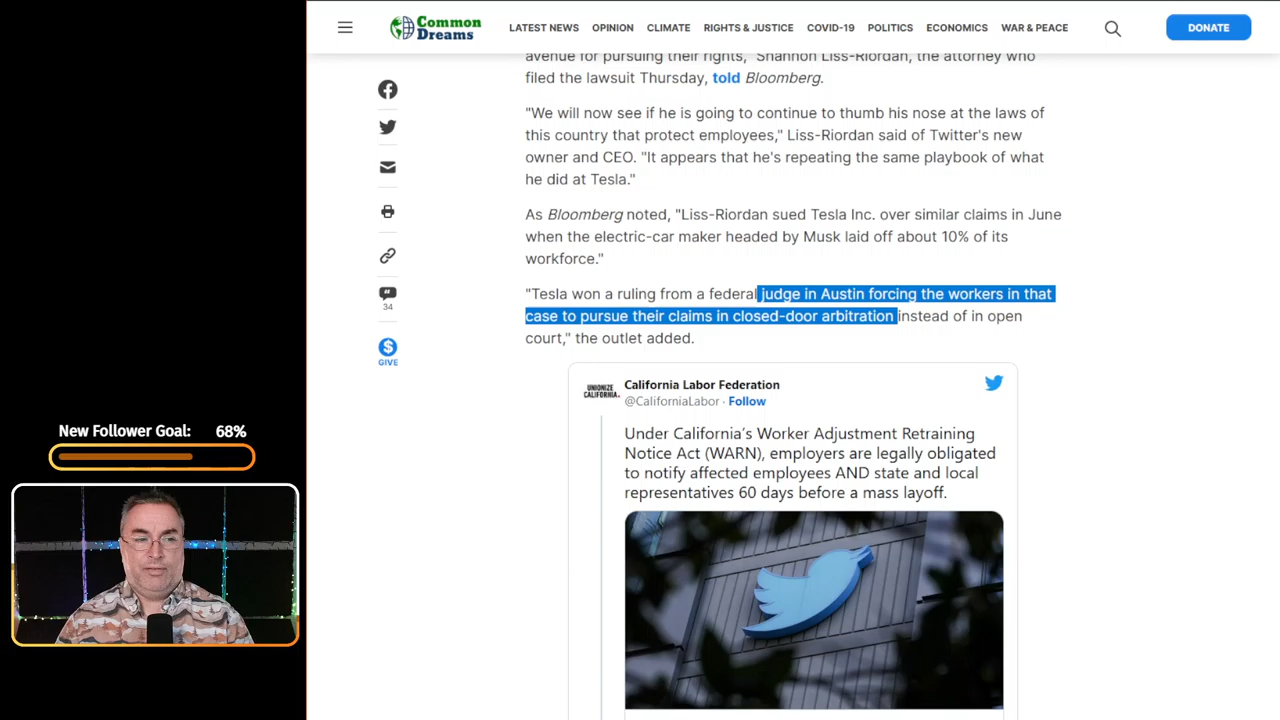 Common
Dreams
LATEST NEWS
OPINION
CLIMATE
RIGHTS & JUSTICE
COVID-19
POLITICS
ECONOMICS
WAR & PEACE
DONATE
avenue for pursuing their rights," Shannon Liss-Riordan, the attorney who
filed the lawsuit Thursday, told Bloomberg.
"We will now see if he is going to continue to thumb his nose at the laws of
this country that protect employees," Liss-Riordan said of Twitter's new
owner and CEO. "It appears that he's repeating the same playbook of what
he did at Tesla."
As Bloomberg noted, "Liss-Riordan sued Tesla Inc. over similar claims in June
when the electric-car maker headed by Musk laid off about 10% of its
workforce."
"Tesla won a ruling from a federal judge in Austin forcing the workers in that
case to pursue their claims in closed-door arbitration instead of in open
court," the outlet added.
34
GIVE
UNIONIZE
CALIFORNIA.
California Labor Federation
@CaliforniaLabor · Follow
Under California's Worker Adjustment Retraining
Notice Act (WARN), employers are legally obligated
to notify affected employees AND state and local
representatives 60 days before a mass layoff.
New Follower Goal: 68%